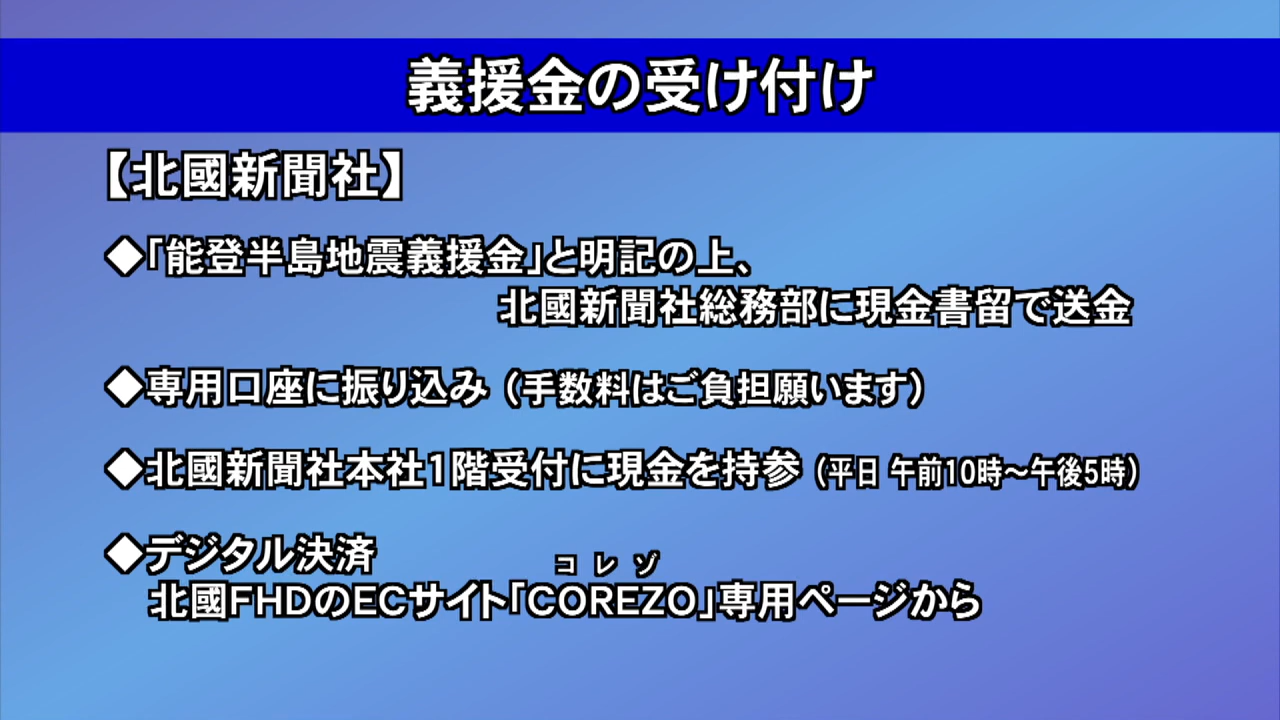 義援金の受け付け
【北國新聞社】
◆「能登半島地震義援金」と明記の上、
北國新聞社総務部に現金書留で送金
◆専用口座に振り込み（手数料はご負担願います）
◆北國新聞社本社1階受付に現金を持参（平日 午前10時～午後5時）
◆デジタル決済
コレゾ
北國FHDのECサイト「COREZO」専用ページから